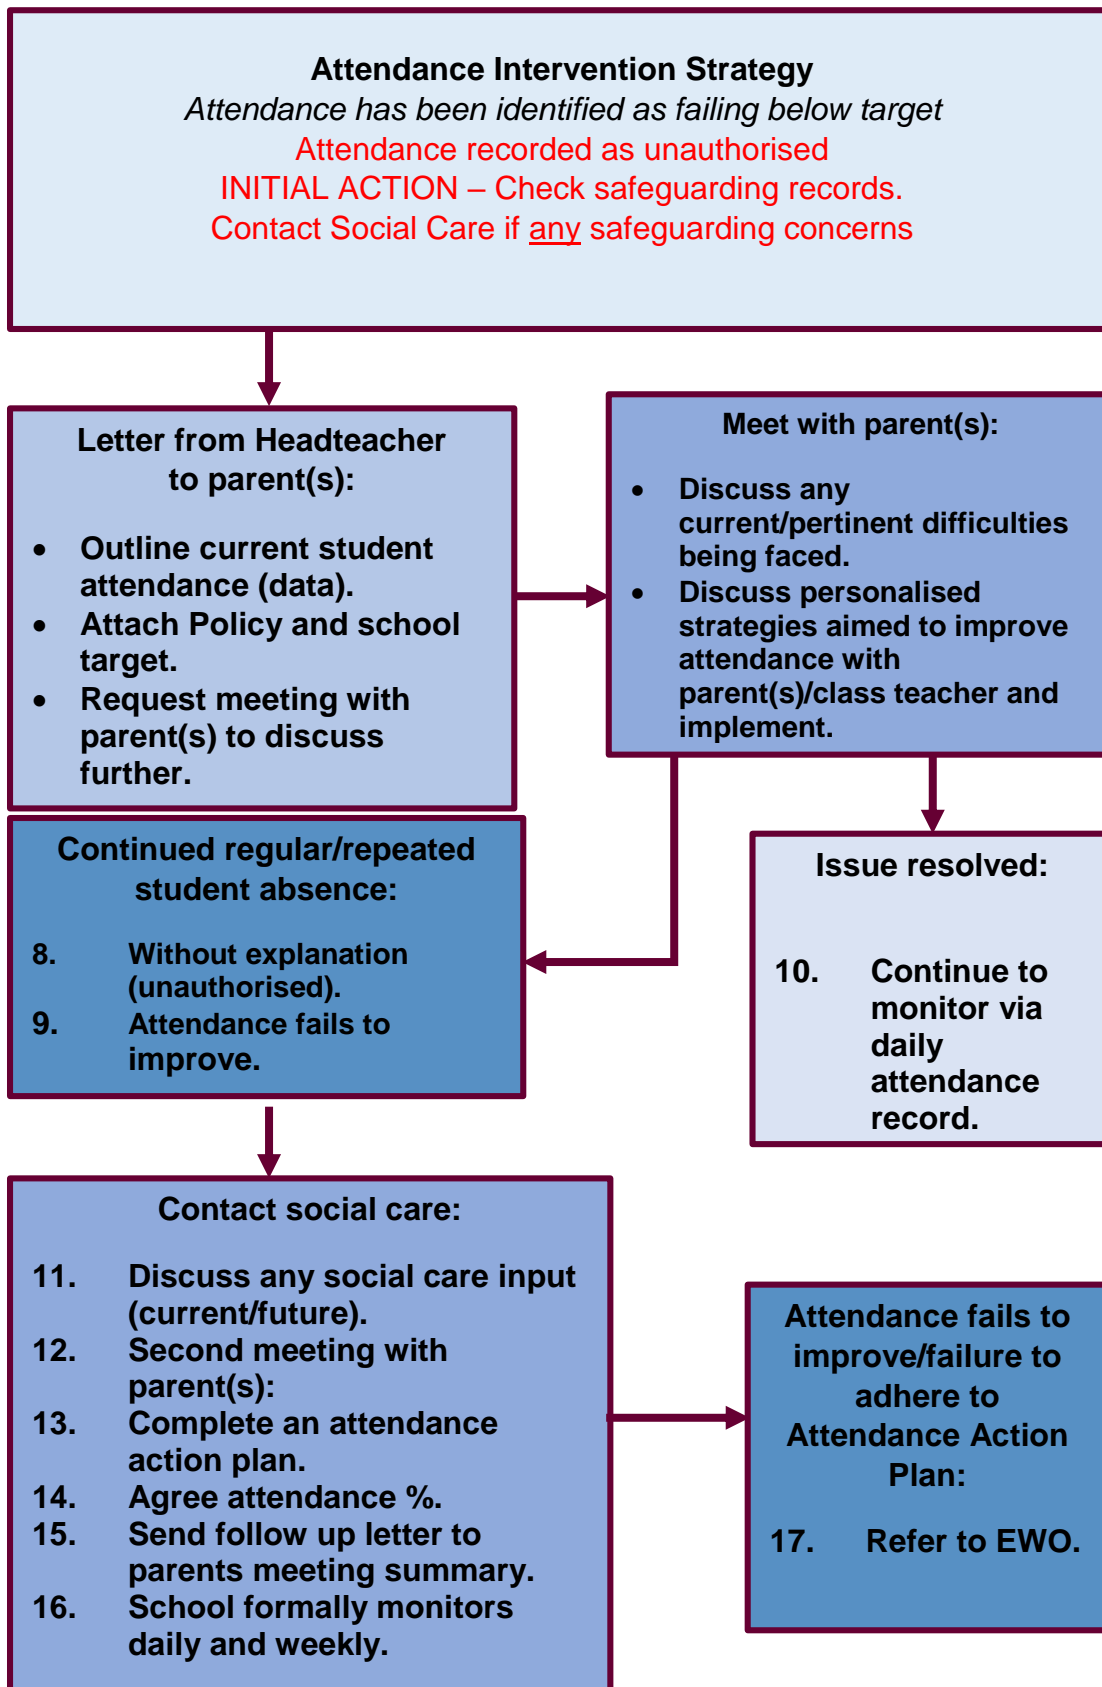 Attendance Intervention Strategy
Attendance has been identified as failing below target
Attendance recorded as unauthorised
INITIAL ACTION – Check safeguarding records.
Contact Social Care if any safeguarding concerns
Letter from Headteacher
to parent(s):
• Outline current student
attendance (data).
• Attach Policy and school
target.
• Request meeting with
parent(s) to discuss
further.
Meet with parent(s):
• Discuss any
current/pertinent difficulties
being faced.
• Discuss personalised
strategies aimed to improve
attendance with
parent(s)/class teacher and
implement.
Continued regular/repeated
student absence:
8. Without explanation
(unauthorised).
9. Attendance fails to
improve.
Issue resolved:
10. Continue to
monitor via
daily
attendance
record.
Contact social care:
11. Discuss any social care input
(current/future).
12. Second meeting with
parent(s):
13. Complete an attendance
action plan.
14. Agree attendance %.
15. Send follow up letter to
parents meeting summary.
16. School formally monitors
daily and weekly.
Attendance fails to
improve/failure to
adhere to
Attendance Action
Plan:
17. Refer to EWO.